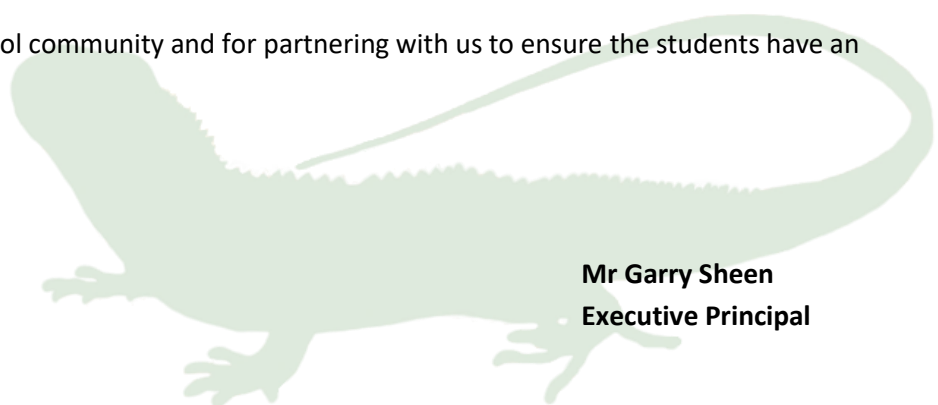 ol community and for partnering with us to ensure the students have an
Mr Garry Sheen
Executive Principal